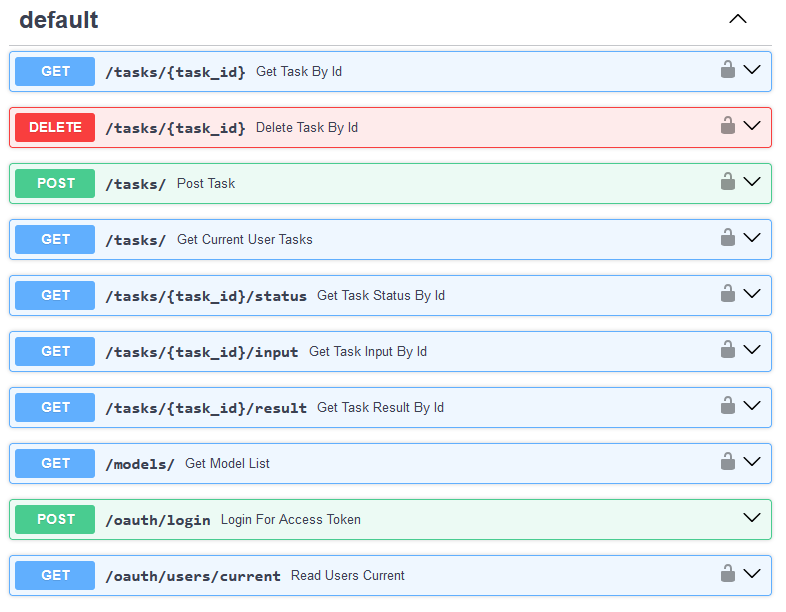 default
GET /tasks/{task_id} Get Task By Id
DELETE /tasks/{task_id} Delete Task By Id
POST /tasks/ Post Task
GET /tasks/ Get Current User Tasks
GET /tasks/{task_id}/status Get Task Status By Id
GET /tasks/{task_id}/input Get Task Input By Id
GET /tasks/{task_id}/result Get Task Result By Id
GET /models/ Get Model List
POST /oauth/login Login For Access Token
GET /oauth/users/current Read Users Current